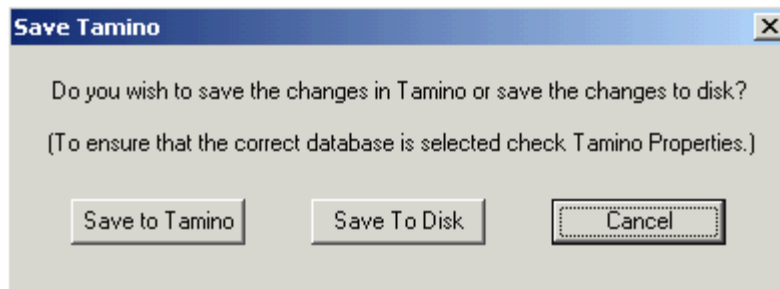 Save Tamino
Do you wish to save the changes in Tamino or save the changes to disk?
(To ensure that the correct database is selected check Tamino Properties.)
Save to Tamino
Save To Disk
Cancel